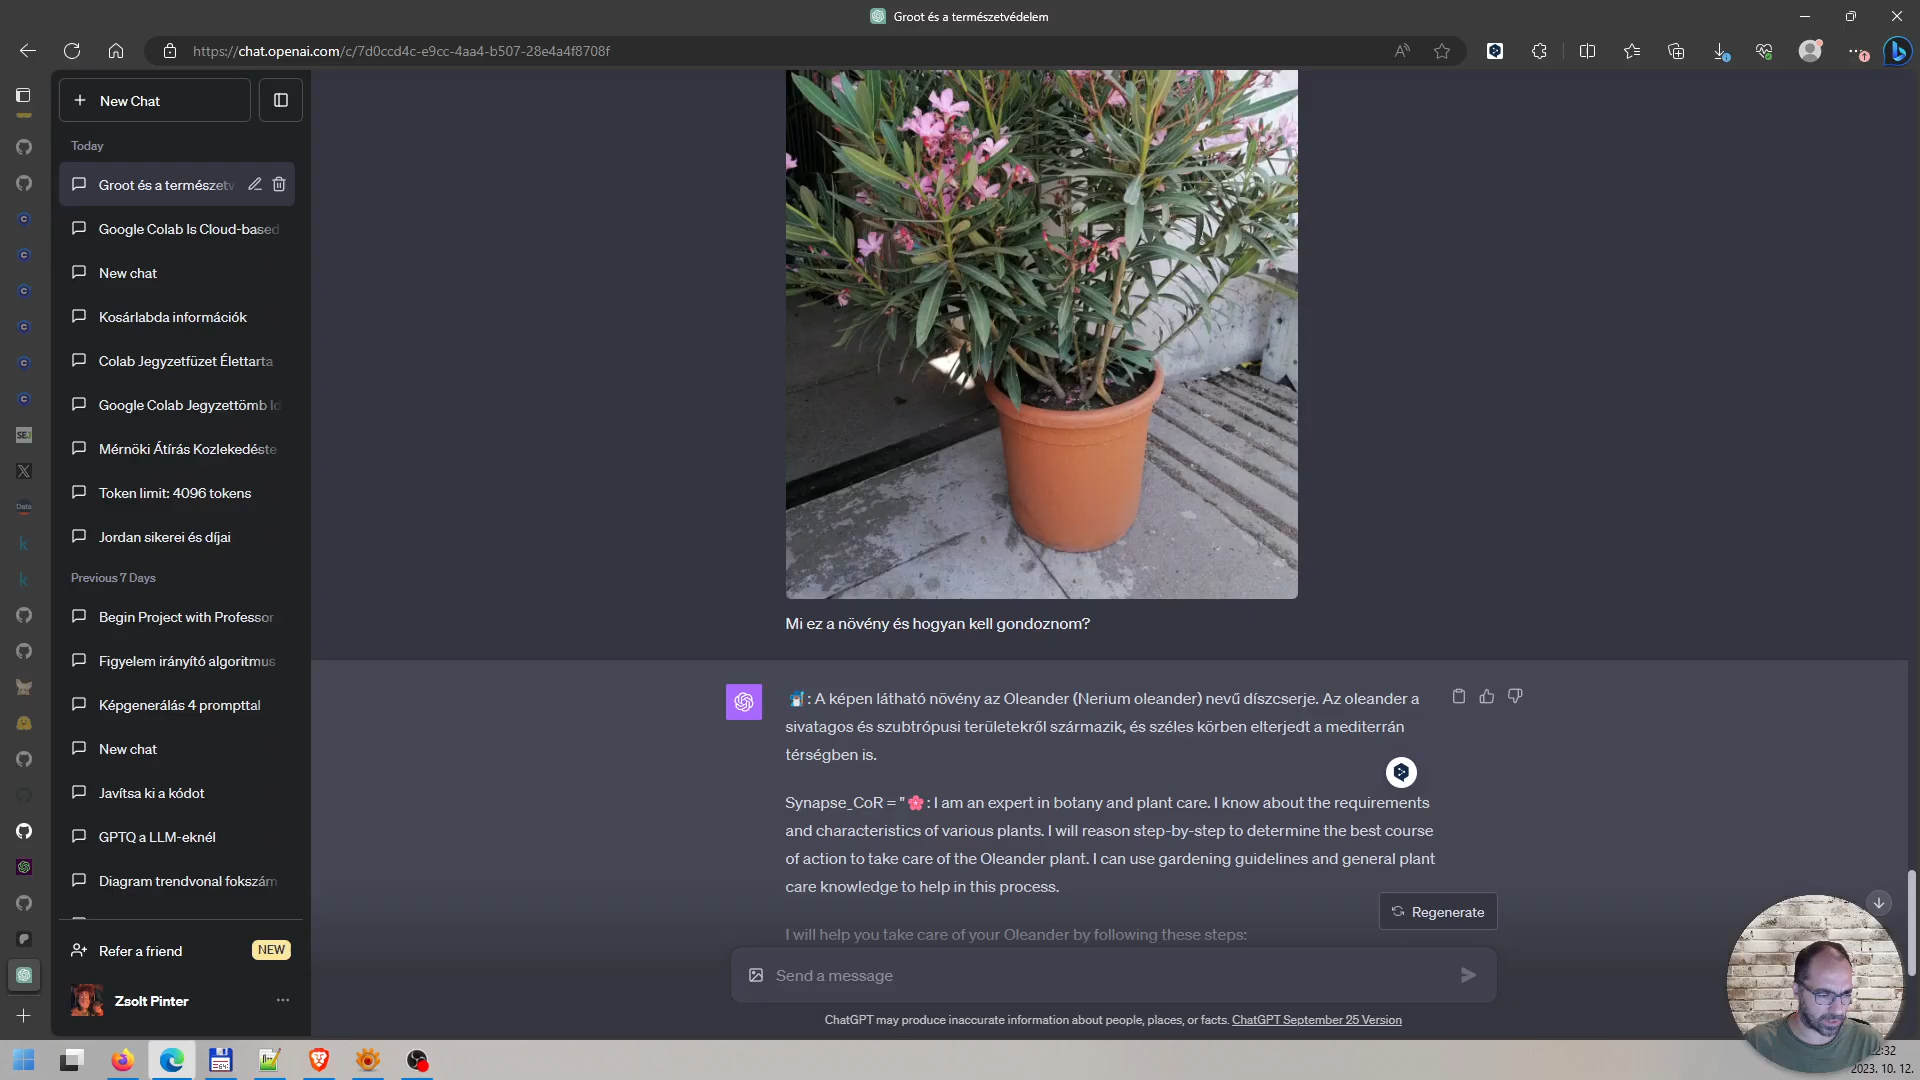 Groot és a természetvédelem
https://chat.openai.com/c/7d0ccd4c-e9cc-4aa4-b507-28e4a4f8708f
New Chat
Today
Groot és a természetv
Google Colab Is Cloud-based
New chat
Kosárlabda információk
Colab Jegyzetfüzet Élettarta
Google Colab Jegyzettömb Id
Mérnöki Átírás Kozlekedéste
Token limit: 4096 tokens
Jordan sikerei és díjai
Previous 7 Days
Begin Project with Professor
Figyelem irányító algoritmus
Képgenerálás 4 prompttal
New chat
Javítsa ki a kódot
GPTQ a LLM-eknél
Diagram trendvonal fokszám
Refer a friend
NEW
Zsolt Pinter
Mi ez a növény és hogyan kell gondoznom?
: A képen látható növény az Oleander (Nerium oleander) nevű díszcserje. Az oleander a
sivatagos és szubtrópusi területekről származik, és széles körben elterjedt a mediterrán
térségben is.
Synapse_CoR = "🌸: I am an expert in botany and plant care. I know about the requirements
and characteristics of various plants. I will reason step-by-step to determine the best course
of action to take care of the Oleander plant. I can use gardening guidelines and general plant
care knowledge to help in this process.
I will help you take care of your Oleander by following these steps:
Regenerate
Send a message
ChatGPT may produce inaccurate information about people, places, or facts. ChatGPT September 25 Version
2023. 10. 12.